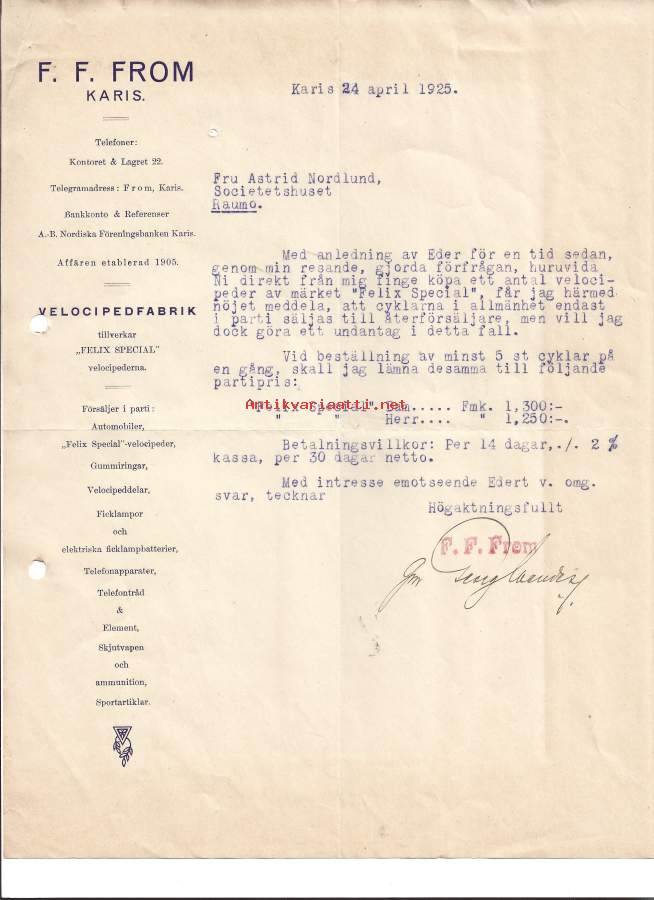 F. F. FROM
KARIS.
Telefoner:
Kontoret & Lagret 22.
Telegramadress: From, Karis.
Bankkonto & Referenser
A.-B. Nordiska Föreningsbanken Karis.
Affären etablerad 1905.
VELOCIPEDFABRIK
tillverkar
„FELIX SPECIAL"
velocipederna.
Försäljer i parti:
Automobiler,
„Felix Special"-velocipeder,
Gummiringar,
Velocipeddelar,
Ficklampor
och
elektriska ficklampbatterier,
Telefonapparater,
Telefontråd
&
Element,
Skjutvapen
och
ammunition,
Sportartiklar.
Karis 24 april 1925.
Fru Astrid Nordlund,
Societetshuset
Raumo.
Med anledning av Eder för en tid sedan,
genom min resande, gjorda förfrågan, huruvida
Ni direkt från mig finge köpa ett antal veloci-
peder av märket "Felix Special", får jag härmed
nöjet meddela, att cyklarna i allmänhet endast
i parti säljas till återförsäljare, men vill jag
dock göra ett undantag i detta fall.
Vid beställning av minst 5 st cyklar på
en gång, skall jag lämna desamma till följande
partipris:
"Felix Special" Dam..... Fmk. 1,300:-
" " Herr.... " 1,250:-.
Antikvariaatti.net
Betalningsvillkor: Per 14 dagar,./. 2 %
kassa, per 30 dagar netto.
Med intresse emotseende Edert v. omg.
svar, tecknar
Högaktningsfullt
F. F. From